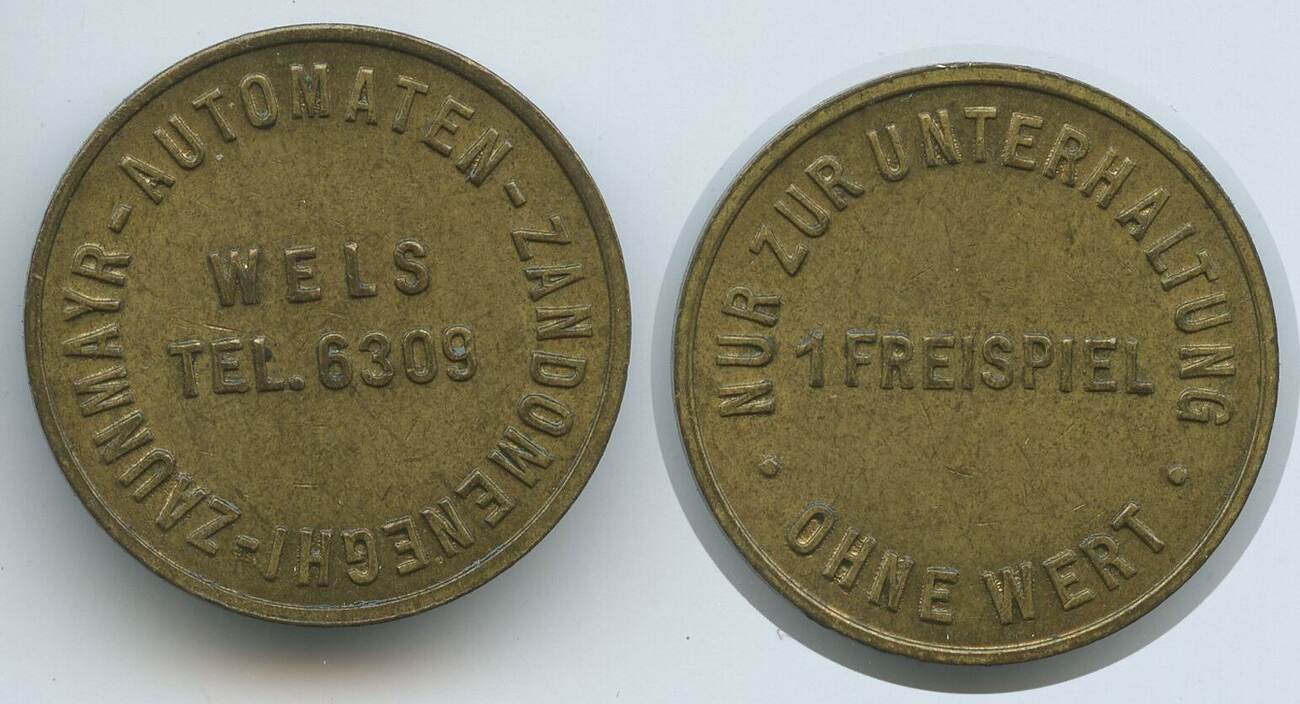 - AUTOMATEN - ZANDOMENEGHI - ZAUNMAYR
WELS
TEL. 6309
NUR ZUR UNTERHALTUNG
1 FREISPIEL
· OHNE WERT ·